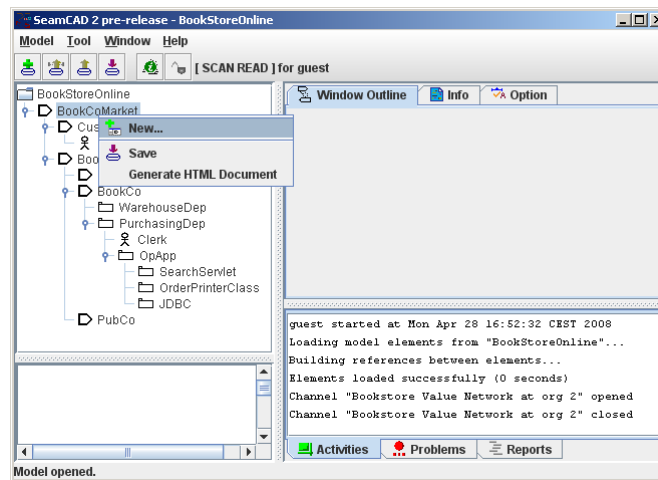 SeamCAD 2 pre-release - BookStoreOnline
Model Tool Window Help
[ SCAN READ ] for guest
BookStoreOnline
BookCoMarket
Cus
New...
Boo
Save
Generate HTML Document
BookCo
WarehouseDep
PurchasingDep
Clerk
OpApp
SearchServlet
OrderPrinterClass
JDBC
PubCo
Window Outline Info Option
guest started at Mon Apr 28 16:52:32 CEST 2008
Loading model elements from "BookStoreOnline"...
Building references between elements...
Elements loaded successfully (0 seconds)
Channel "Bookstore Value Network at org 2" opened
Channel "Bookstore Value Network at org 2" closed
Activities Problems Reports
Model opened.